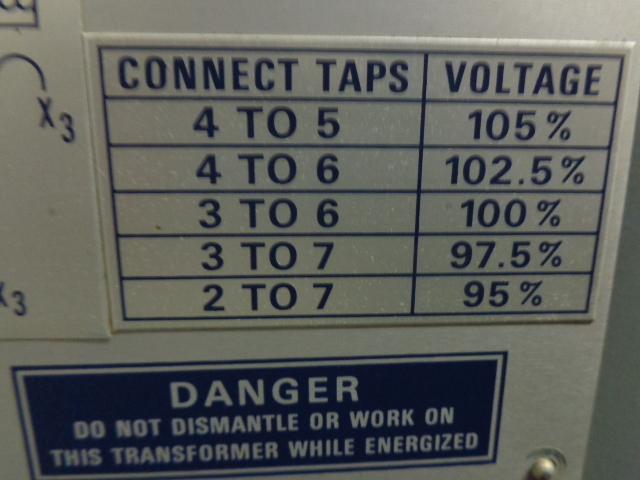 X₃
CONNECT TAPS VOLTAGE
4 TO 5 105%
4 TO 6 102.5%
3 TO 6 100%
3 TO 7 97.5%
2 TO 7 95%
X₃
DANGER
DO NOT DISMANTLE OR WORK ON
THIS TRANSFORMER WHILE ENERGIZED